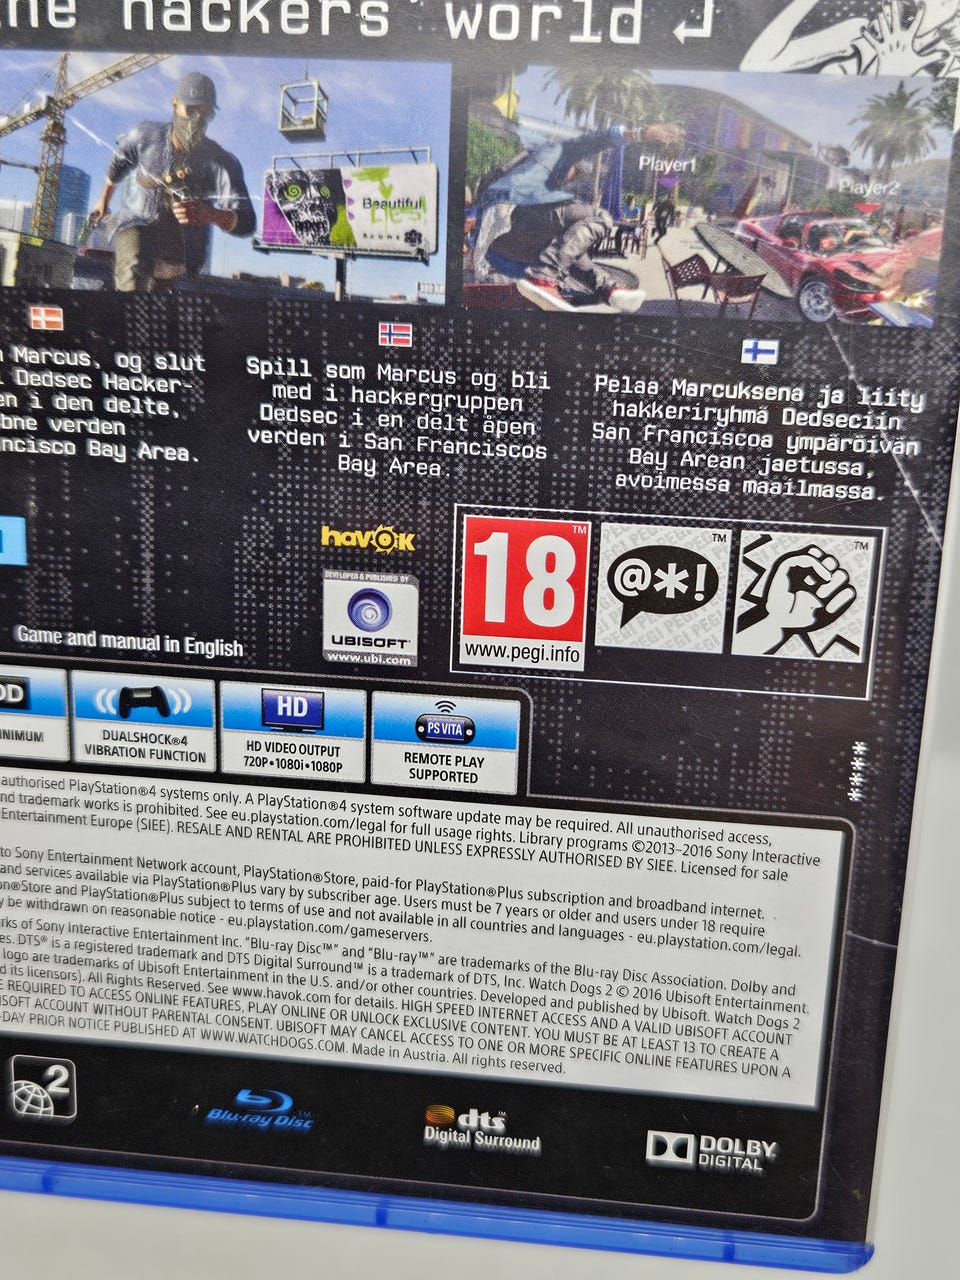 he hackers world
Beautiful
Lies
Player1
Player2
Marcus, og slut
Dedsec Hacker-
en i den delte,
bne verden
ncisco Bay Area.
Spill som Marcus og bli
med i hackergruppen
Dedsec i en delt åpen
verden i San Franciscos
Bay Area.
Pelaa Marcuksena ja liity
hakkeriryhmä Dedseciin
San Franciscoa ympäröivän
Bay Arean jaetussa,
avoimessa maailmassa.
havok
DEVELOPED & PUBLISHED BY
UBISOFT
www.ubi.com
18 ™
www.pegi.info
@*! ™
™
Game and manual in English
NIMUM
DUALSHOCK®4
VIBRATION FUNCTION
HD
HD VIDEO OUTPUT
720P•1080i•1080P
PS VITA
REMOTE PLAY
SUPPORTED
****
authorised PlayStation®4 systems only. A PlayStation®4 system software update may be required. All unauthorised access,
nd trademark works is prohibited. See eu.playstation.com/legal for full usage rights. Library programs ©2013–2016 Sony Interactive
Entertainment Europe (SIEE). RESALE AND RENTAL ARE PROHIBITED UNLESS EXPRESSLY AUTHORISED BY SIEE. Licensed for sale
to Sony Entertainment Network account, PlayStation®Store, paid-for PlayStation®Plus subscription and broadband internet.
and services available via PlayStation®Plus vary by subscriber age. Users must be 7 years or older and users under 18 require
on®Store and PlayStation®Plus subject to terms of use and not available in all countries and languages - eu.playstation.com/legal.
y be withdrawn on reasonable notice - eu.playstation.com/gameservers.
rks of Sony Interactive Entertainment Inc. “Blu-ray Disc™” and “Blu-ray™” are trademarks of the Blu-ray Disc Association. Dolby and
es. DTS® is a registered trademark and DTS Digital Surround™ is a trademark of DTS, Inc. Watch Dogs 2 © 2016 Ubisoft Entertainment.
logo are trademarks of Ubisoft Entertainment in the U.S. and/or other countries. Developed and published by Ubisoft. Watch Dogs 2
d its licensors). All Rights Reserved. See www.havok.com for details. HIGH SPEED INTERNET ACCESS AND A VALID UBISOFT ACCOUNT
E REQUIRED TO ACCESS ONLINE FEATURES, PLAY ONLINE OR UNLOCK EXCLUSIVE CONTENT. YOU MUST BE AT LEAST 13 TO CREATE A
ISOFT ACCOUNT WITHOUT PARENTAL CONSENT. UBISOFT MAY CANCEL ACCESS TO ONE OR MORE SPECIFIC ONLINE FEATURES UPON A
-DAY PRIOR NOTICE PUBLISHED AT WWW.WATCHDOGS.COM. Made in Austria. All rights reserved.
2
Blu-ray Disc™
dts™
Digital Surround
DOLBY
DIGITAL